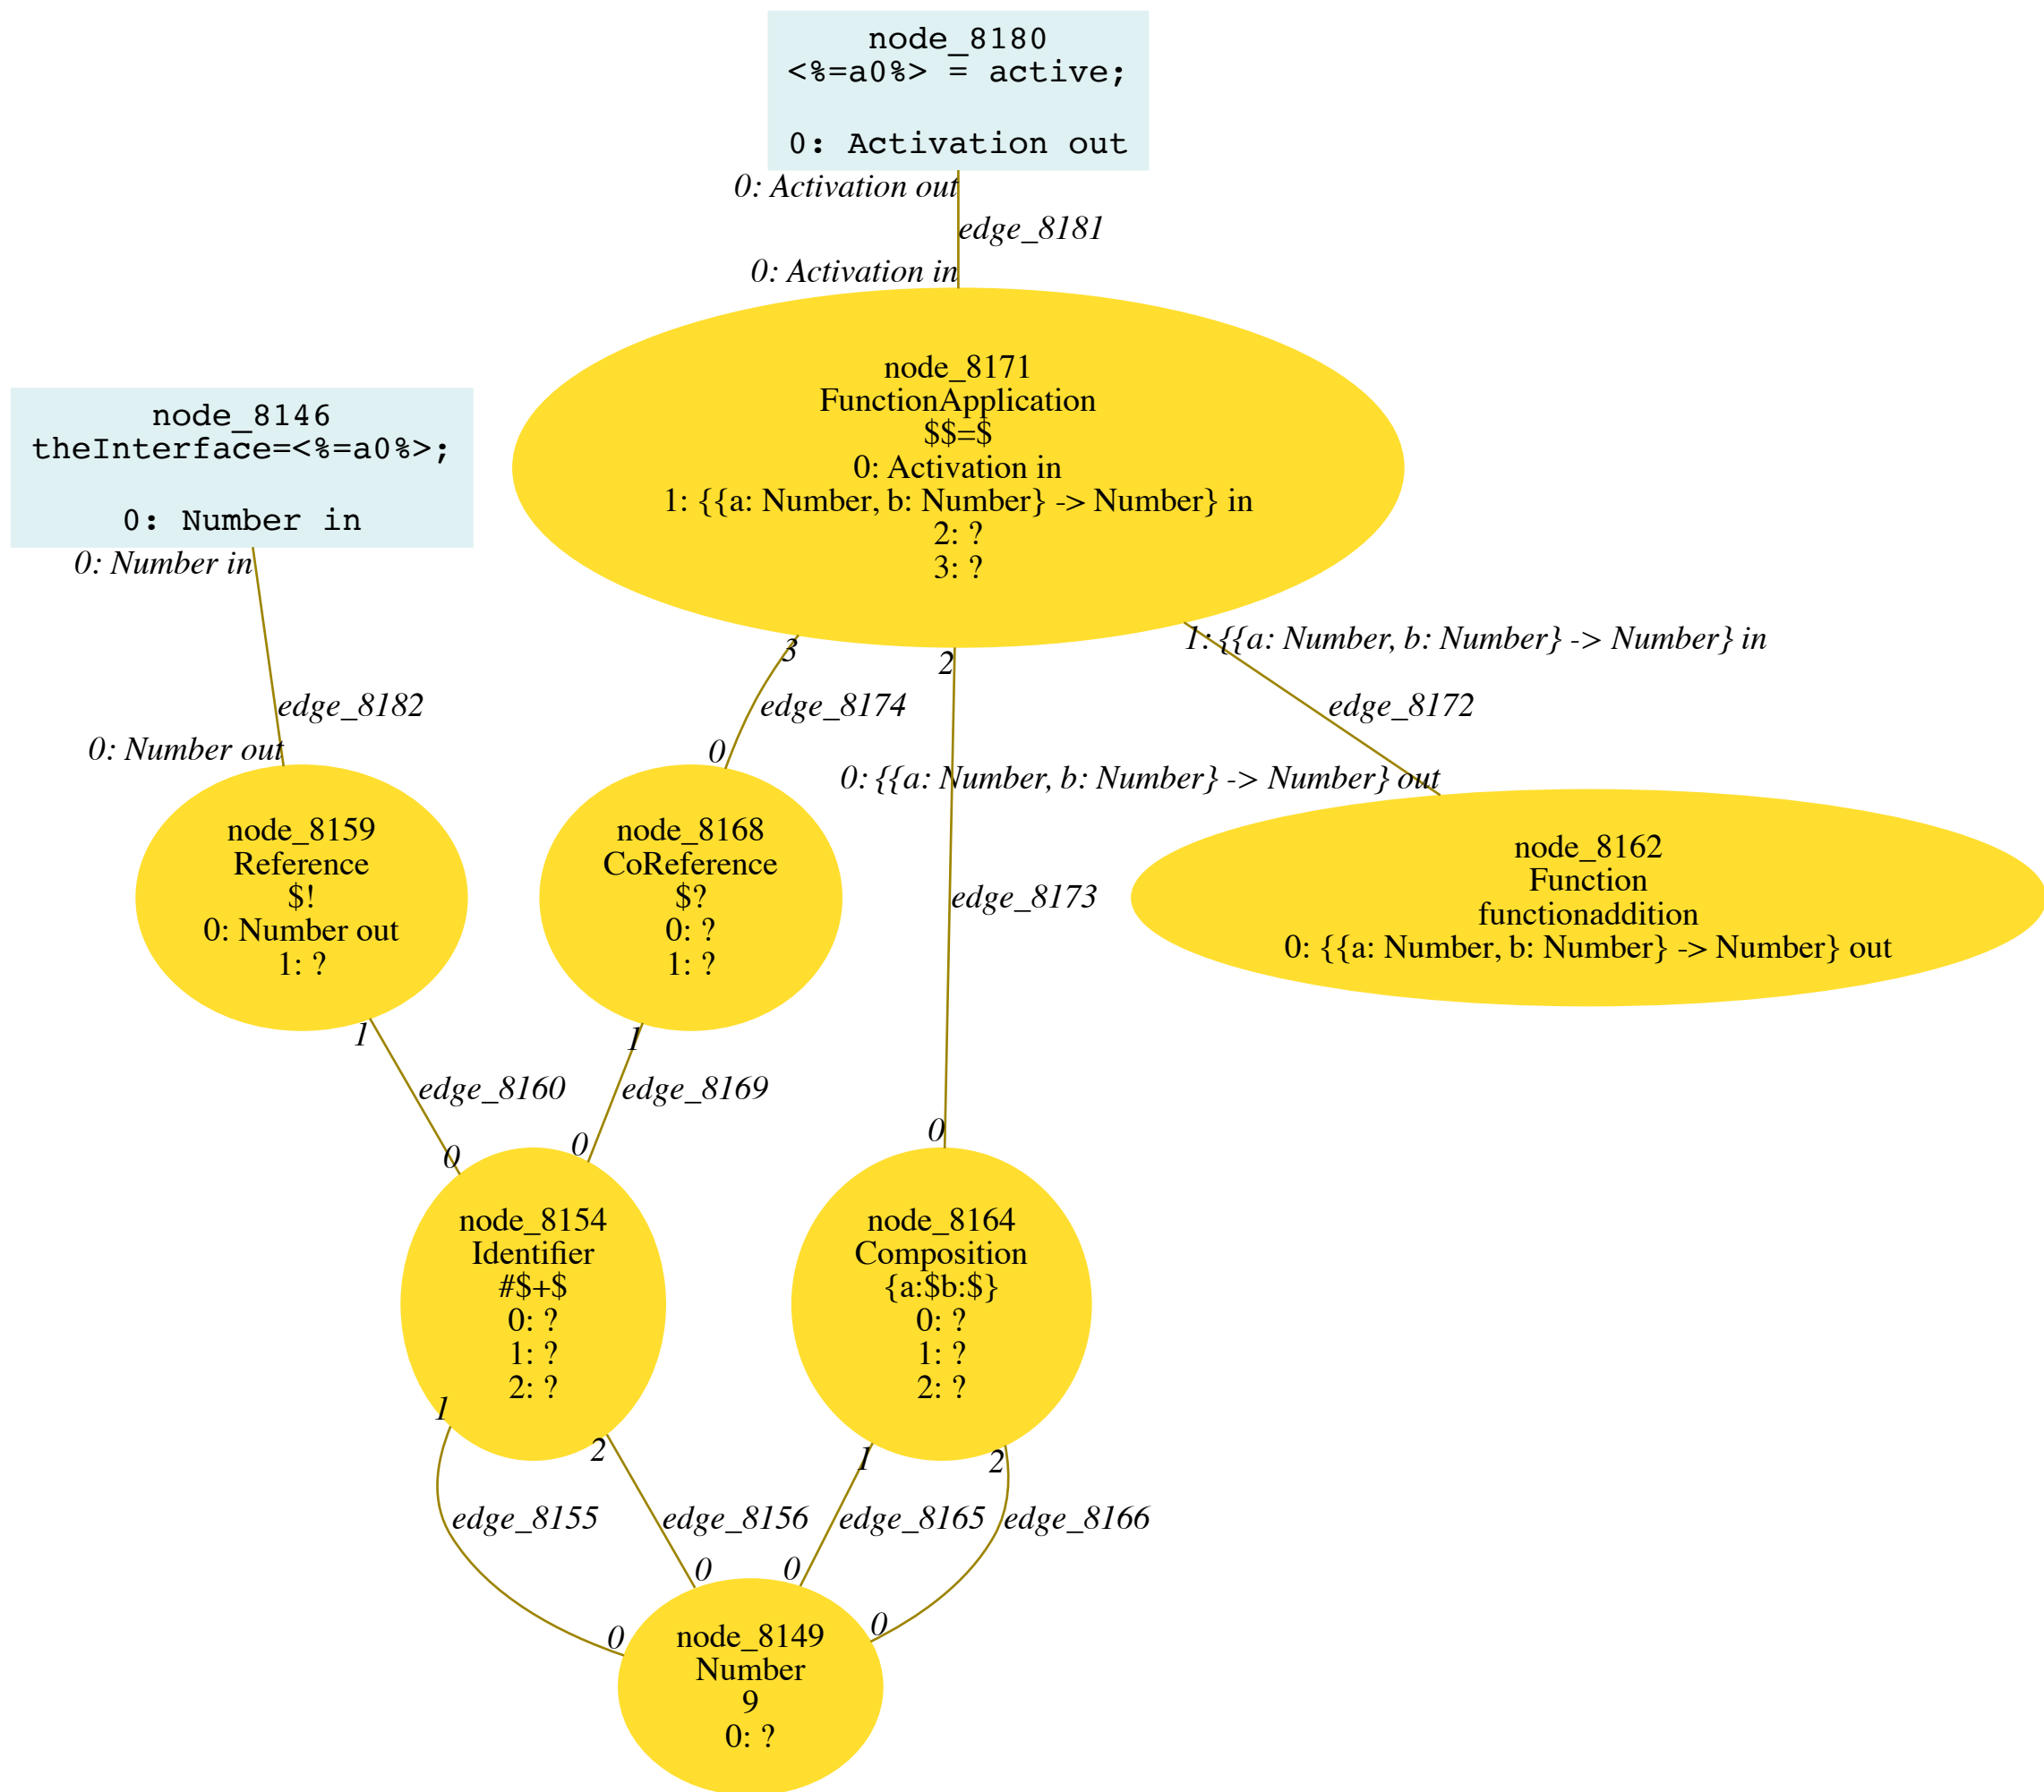 node_8180
<%=a0%> = active;
0: Activation out
0: Activation out
edge_8181
0: Activation in
node_8171
FunctionApplication
$$=$
0: Activation in
1: {{a: Number, b: Number} -> Number} in
2: ?
3: ?
node_8146
theInterface=<%=a0%>;
0: Number in
0: Number in
3
2
1: {{a: Number, b: Number} -> Number} in
edge_8182
edge_8174
edge_8172
0: Number out
0
0: {{a: Number, b: Number} -> Number} out
node_8159
Reference
$!
0: Number out
1: ?
node_8168
CoReference
$?
0: ?
1: ?
edge_8173
node_8162
Function
functionaddition
0: {{a: Number, b: Number} -> Number} out
1
1
edge_8160
edge_8169
0
0
0
node_8154
Identifier
#$+$
0: ?
1: ?
2: ?
node_8164
Composition
{a:$b:$}
0: ?
1: ?
2: ?
1
2
1
2
edge_8155
edge_8156
edge_8165
edge_8166
0
0
0
0
node_8149
Number
9
0: ?